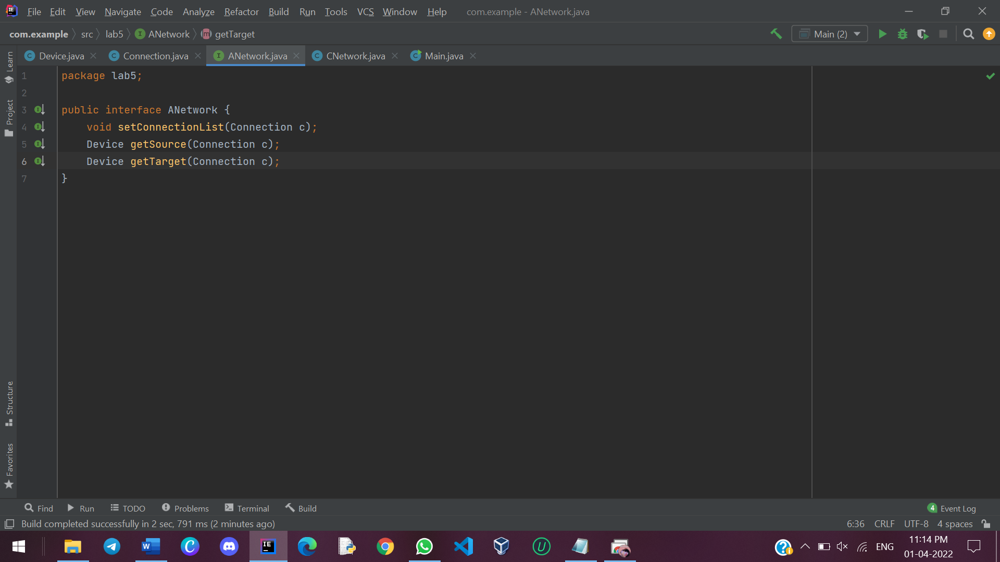 File Edit View Navigate Code Analyze Refactor Build Run Tools VCS Window Help com.example - ANetwork.java
com.example src lab5 I ANetwork m getTarget Main (2)
C Device.java C Connection.java I ANetwork.java C CNetwork.java C Main.java
Learn
Project
Structure
Favorites
1 package lab5;
2
3 public interface ANetwork {
4 void setConnectionList(Connection c);
5 Device getSource(Connection c);
6 Device getTarget(Connection c);
7 }
Find Run TODO Problems Terminal Build 4 Event Log
Build completed successfully in 2 sec, 791 ms (2 minutes ago) 6:36 CRLF UTF-8 4 spaces
ENG 11:14 PM
01-04-2022